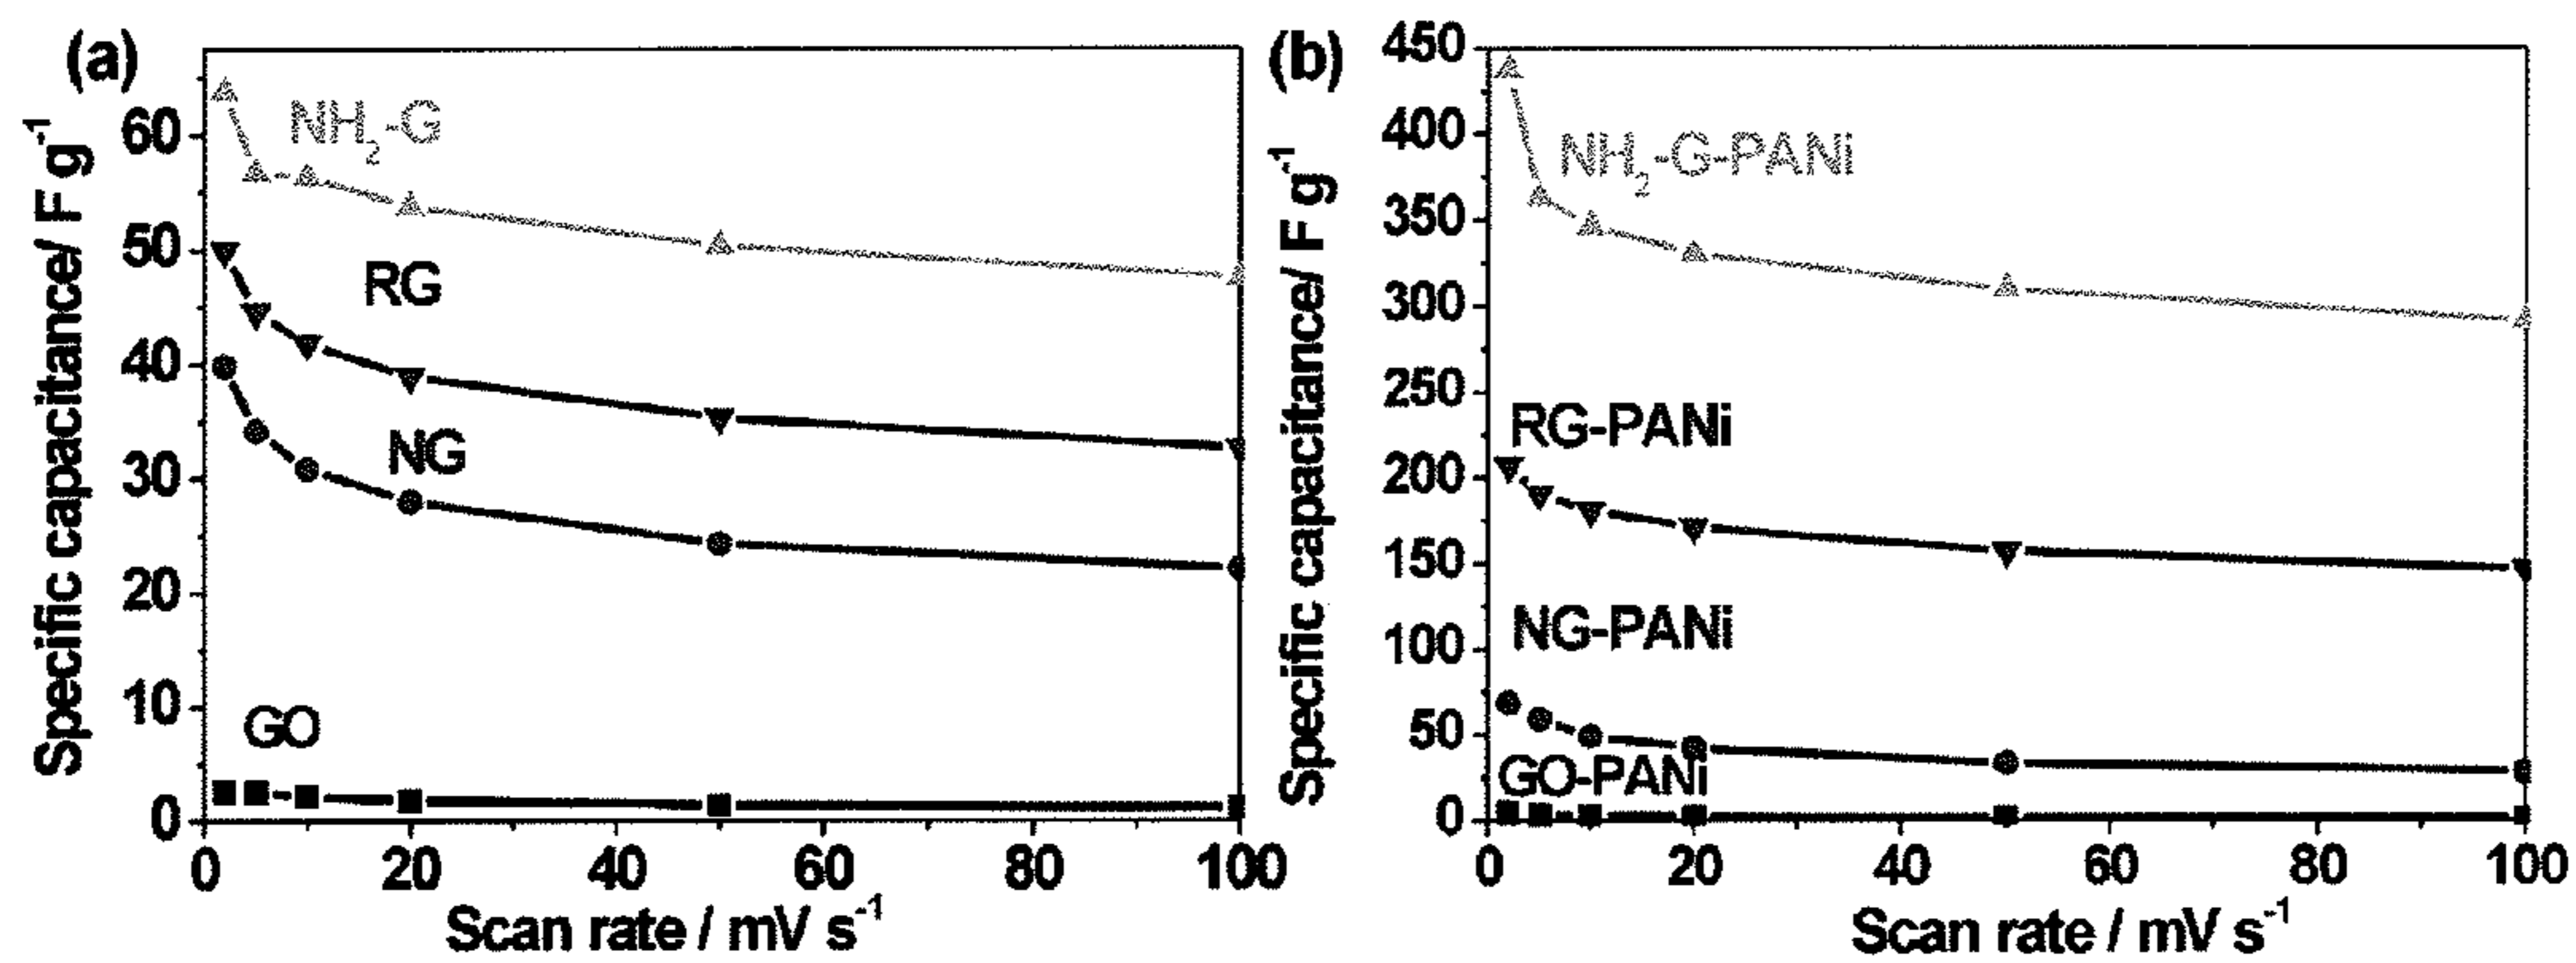 (a)
Specific capacitance/ F g⁻¹
60
50
40
30
20
10
0
NH₂-G
RG
NG
GO
0 20 40 60 80 100
Scan rate / mV s⁻¹
(b)
Specific capacitance/ F g⁻¹
450
400
350
300
250
200
150
100
50
0
NH₂-G-PANi
RG-PANi
NG-PANi
GO-PANi
0 20 40 60 80 100
Scan rate / mV s⁻¹